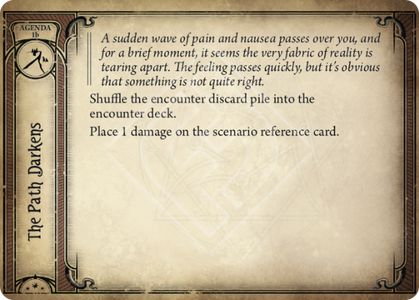 AGENDA
1b
The Path Darkens
A sudden wave of pain and nausea passes over you, and
for a brief moment, it seems the very fabric of reality is
tearing apart. The feeling passes quickly, but it's obvious
that something is not quite right.
Shuffle the encounter discard pile into the
encounter deck.
Place 1 damage on the scenario reference card.